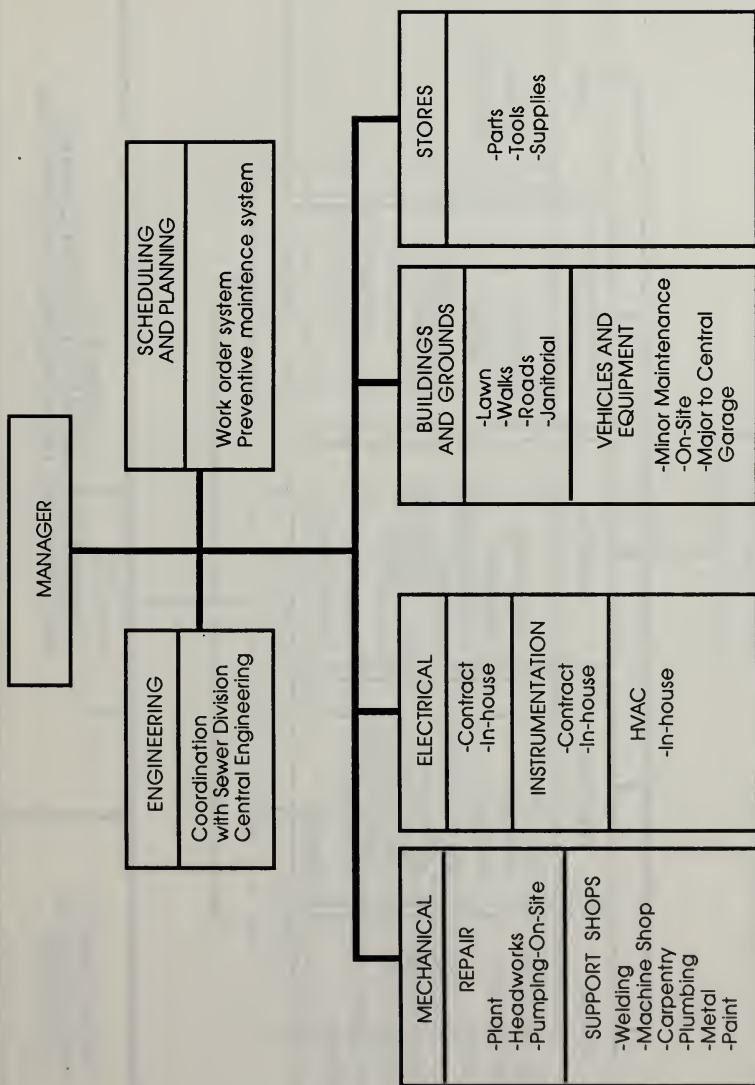 MANAGER
ENGINEERING
Coordination
with Sewer Division
Central Engineering
SCHEDULING
AND PLANNING
Work order system
Preventive maintence system
MECHANICAL
REPAIR
-Plant
-Headworks
-Pumping-On-Site
SUPPORT SHOPS
-Welding
-Machine Shop
-Carpentry
-Plumbing
-Metal
-Paint
ELECTRICAL
-Contract
-In-house
INSTRUMENTATION
-Contract
-In-house
HVAC
-In-house
BUILDINGS
AND GROUNDS
-Lawn
-Walks
-Roads
-Janitorial
VEHICLES AND
EQUIPMENT
-Minor Maintenance
-On-Site
-Major to Central
Garage
STORES
-Parts
-Tools
-Supplies